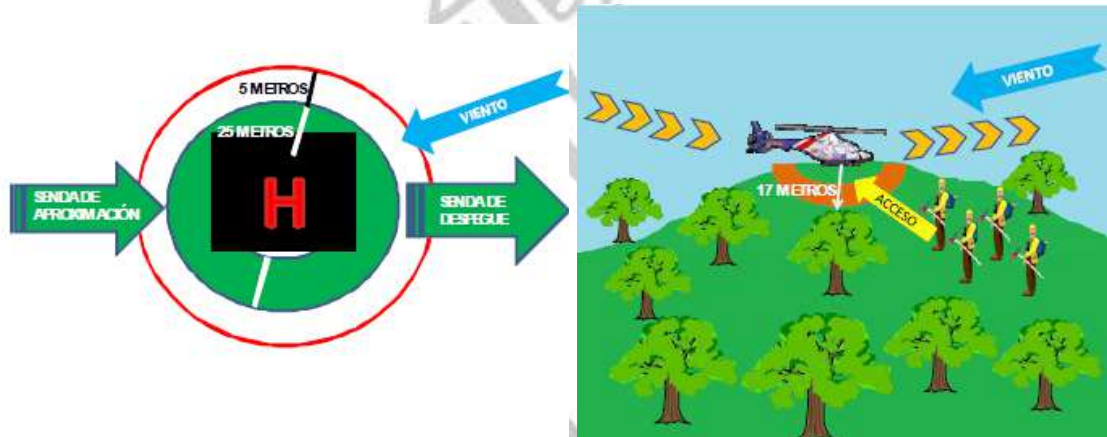 5 METROS
25 METROS
VIENTO
SENDA DE
APROXIMACIÓN
H
SENDA DE
DESPEGUE
VIENTO
17 METROS
ACCESO